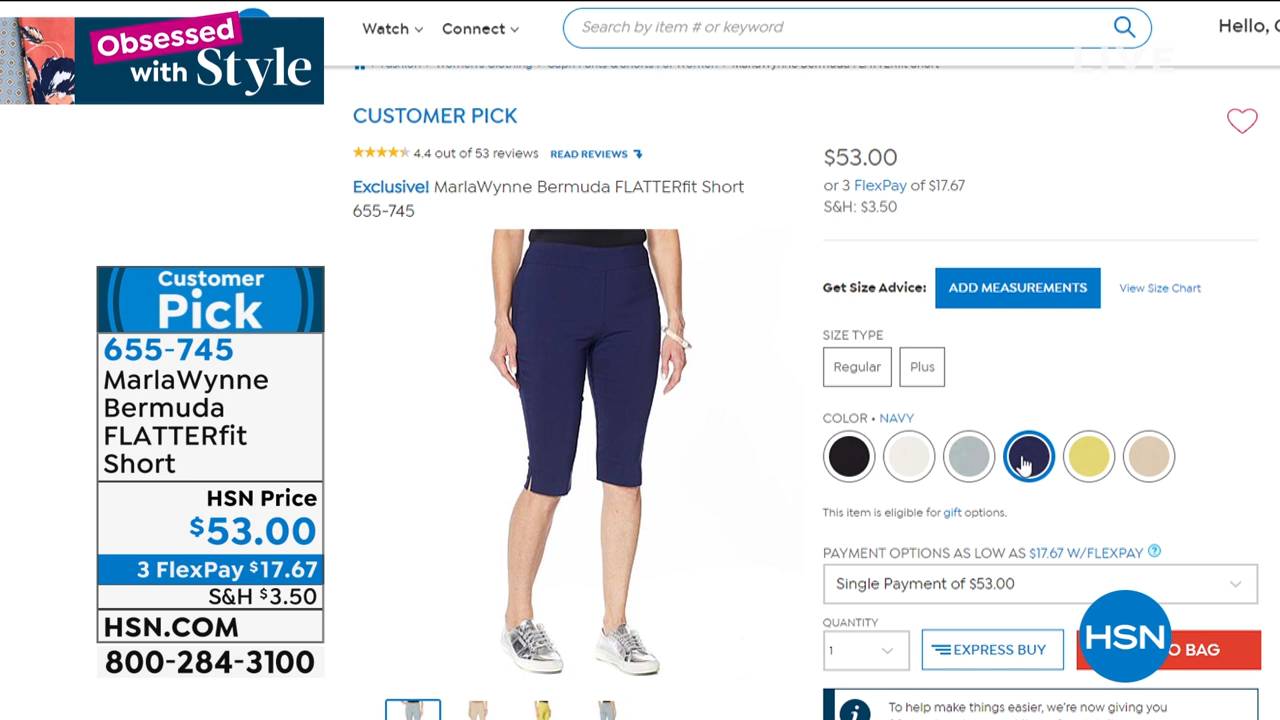 Obsessed
with Style
Watch
Connect
Search by item # or keyword
Hello,
LIVE
CUSTOMER PICK
4.4 out of 53 reviews READ REVIEWS
Exclusive! MarlaWynne Bermuda FLATTERfit Short
655-745
$53.00
or 3 FlexPay of $17.67
S&H: $3.50
Get Size Advice: ADD MEASUREMENTS View Size Chart
SIZE TYPE
Regular Plus
COLOR • NAVY
This item is eligible for gift options.
PAYMENT OPTIONS AS LOW AS $17.67 W/FLEXPAY ?
Single Payment of $53.00
QUANTITY
1
EXPRESS BUY
HSN
O BAG
i To help make things easier, we're now giving you
Customer
Pick
655-745
MarlaWynne
Bermuda
FLATTERfit
Short
HSN Price
$53.00
3 FlexPay $17.67
S&H $3.50
HSN.COM
800-284-3100